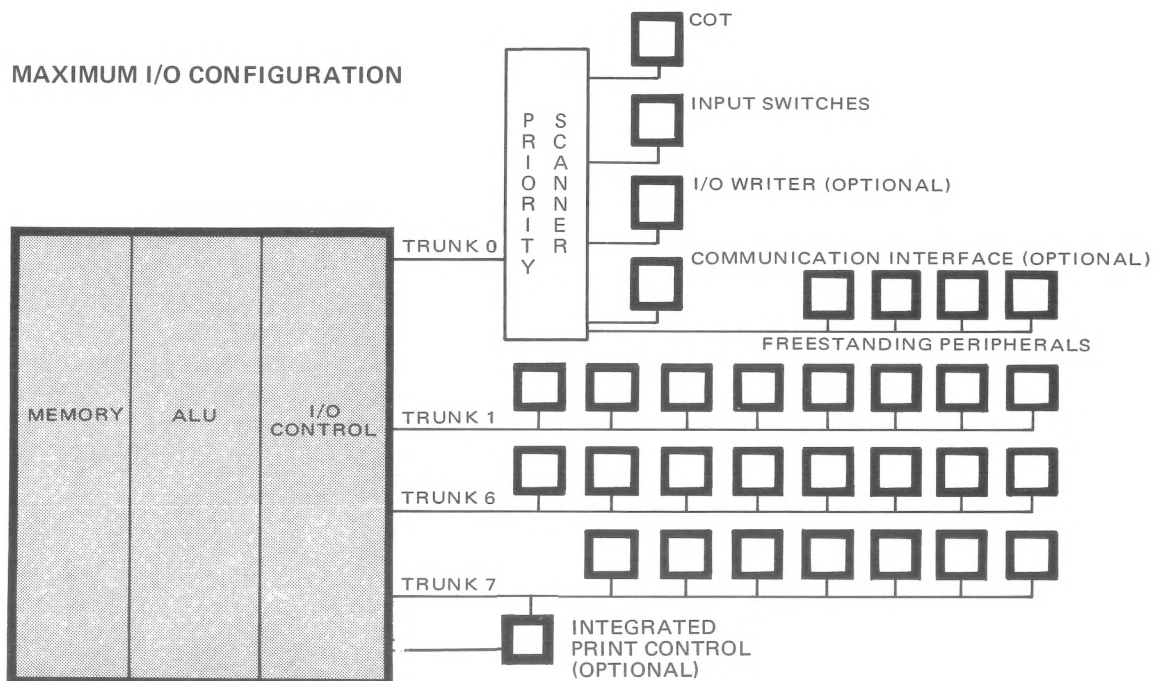 MAXIMUM I/O CONFIGURATION
COT
INPUT SWITCHES
I/O WRITER (OPTIONAL)
COMMUNICATION INTERFACE (OPTIONAL)
FREESTANDING PERIPHERALS
PRIORITY
SCANNER
TRUNK 0
MEMORY
ALU
I/O
CONTROL
TRUNK 1
TRUNK 6
TRUNK 7
INTEGRATED
PRINT CONTROL
(OPTIONAL)